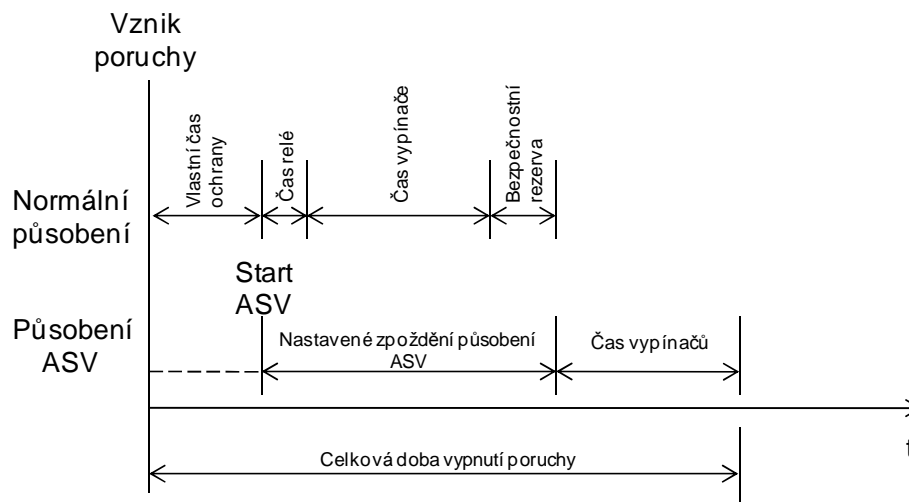 Vznik
poruchy
Vlastní čas
ochrany
Čas relé
Čas vypínače
Bezpečnostní
rezerva
Normální
působení
Start
ASV
Působení
ASV
Nastavené zpoždění působení
ASV
Čas vypínačů
t
Celková doba vypnutí poruchy